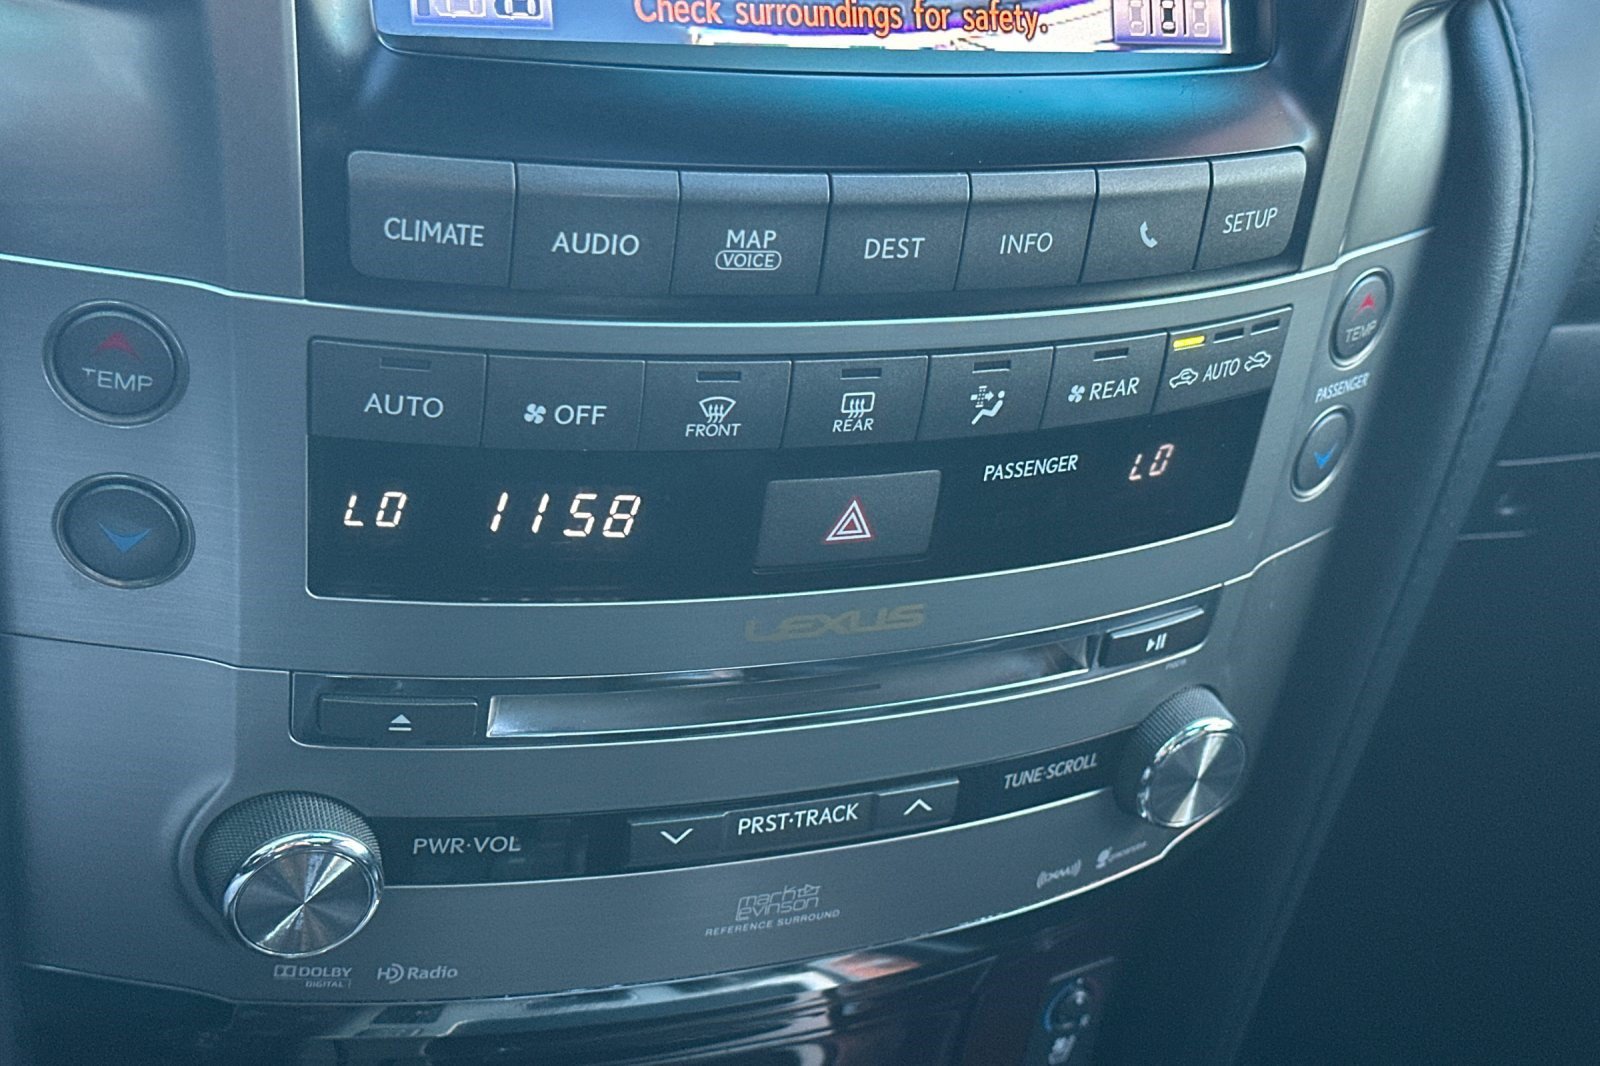 Check surroundings for safety.
CLIMATE
AUDIO
MAP
VOICE
DEST
INFO
SETUP
TEMP
AUTO
OFF
FRONT
REAR
REAR
AUTO
TEMP
PASSENGER
LO
1158
PASSENGER
LO
LEXUS
PWR·VOL
PRST·TRACK
TUNE·SCROLL
mark
levinson
REFERENCE SURROUND
((XM))
DOLBY
DIGITAL
HD Radio